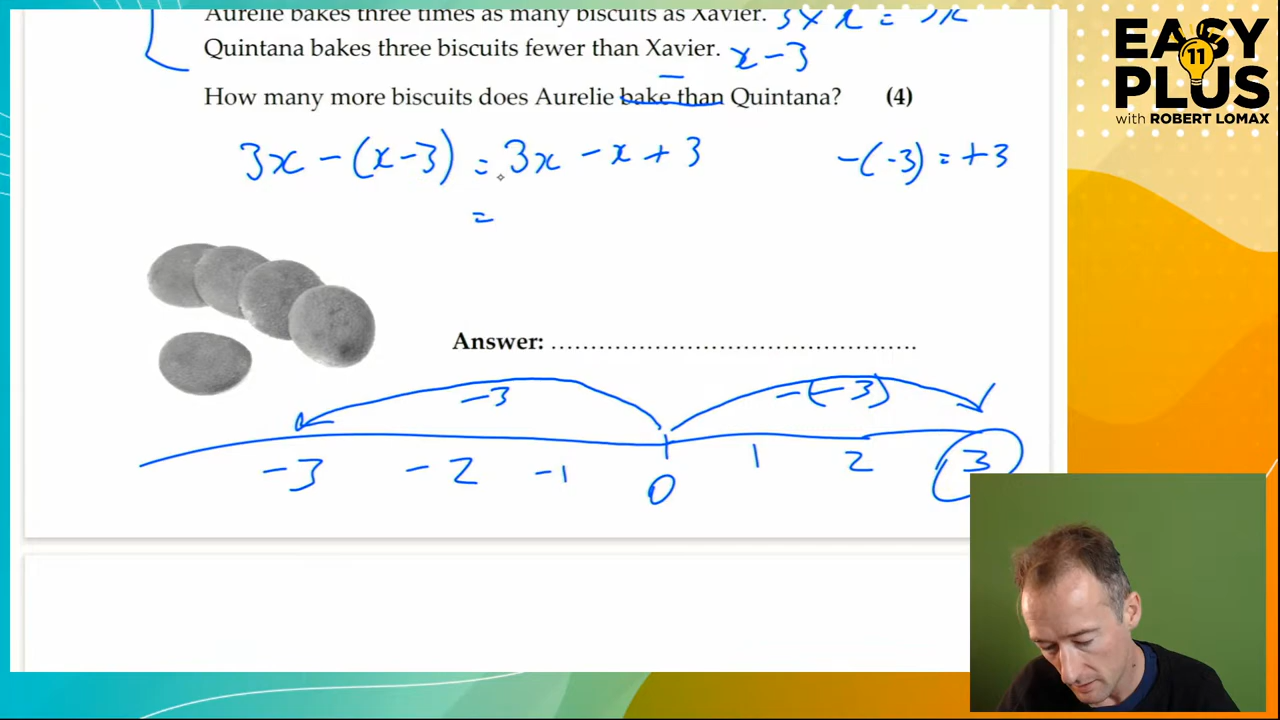 Aurelie bakes three times as many biscuits as Xavier. 3 × x = 3x
Quintana bakes three biscuits fewer than Xavier. x - 3
How many more biscuits does Aurelie bake than Quintana? (4)
3x - (x-3) = 3x - x + 3
-(-3) = +3
=
Answer: ................................................
-3
-(-3)
-3 -2 -1 0 1 2 3
EASY
11
PLUS
with ROBERT LOMAX